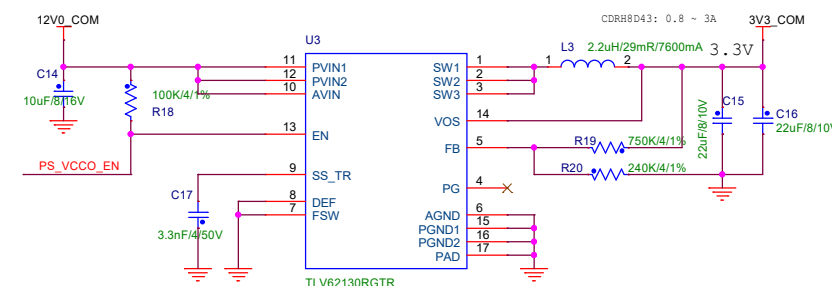 12V0_COM
U3
CDRH8D43: 0.8 ~ 3A
3V3_COM
L3
2.2uH/29mR/7600mA
3.3V
11
PVIN1
SW1
1
1
2
12
PVIN2
SW2
2
10
AVIN
SW3
3
C14
10uF/8/16V
100K/4/1%
R18
VOS
14
C15
22uF/8/10V
C16
22uF/8/10V
13
EN
FB
5
R19
750K/4/1%
PS_VCCO_EN
9
SS_TR
R20
240K/4/1%
PG
4
C17
3.3nF/4/50V
8
DEF
7
FSW
AGND
6
PGND1
15
PGND2
16
PAD
17
TLV62130RGTR